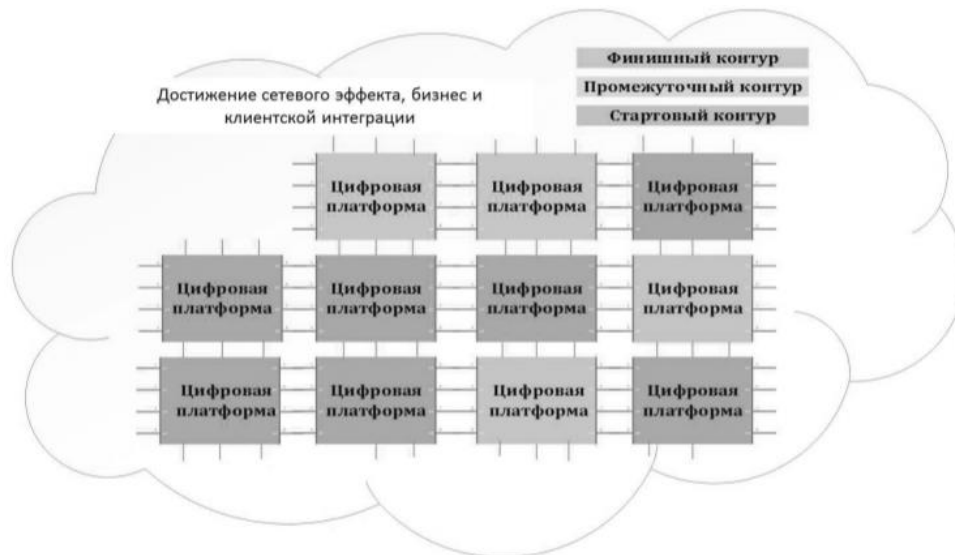 Финишный контур
Достижение сетевого эффекта, бизнес и
клиентской интеграции
Промежуточный контур
Стартовый контур
Цифровая
платформа
Цифровая
платформа
Цифровая
платформа
Цифровая
платформа
Цифровая
платформа
Цифровая
платформа
Цифровая
платформа
Цифровая
платформа
Цифровая
платформа
Цифровая
платформа
Цифровая
платформа